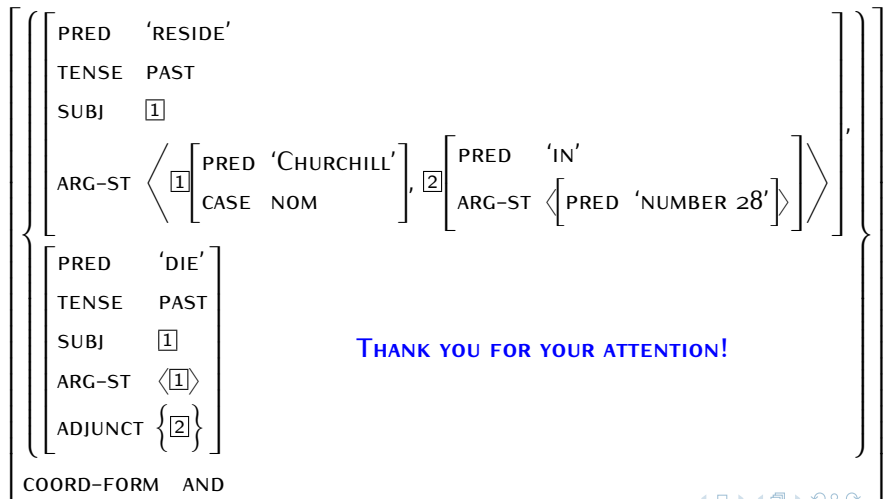 PRED ‘RESIDE’
TENSE PAST
SUBJ 1
ARG-ST ⟨ 1[PRED ‘CHURCHILL’ CASE NOM], 2[PRED ‘IN’ ARG-ST ⟨[PRED ‘NUMBER 28’]⟩] ⟩ ,
PRED ‘DIE’
TENSE PAST
SUBJ 1
ARG-ST ⟨1⟩
ADJUNCT {2}
THANK YOU FOR YOUR ATTENTION!
COORD-FORM AND